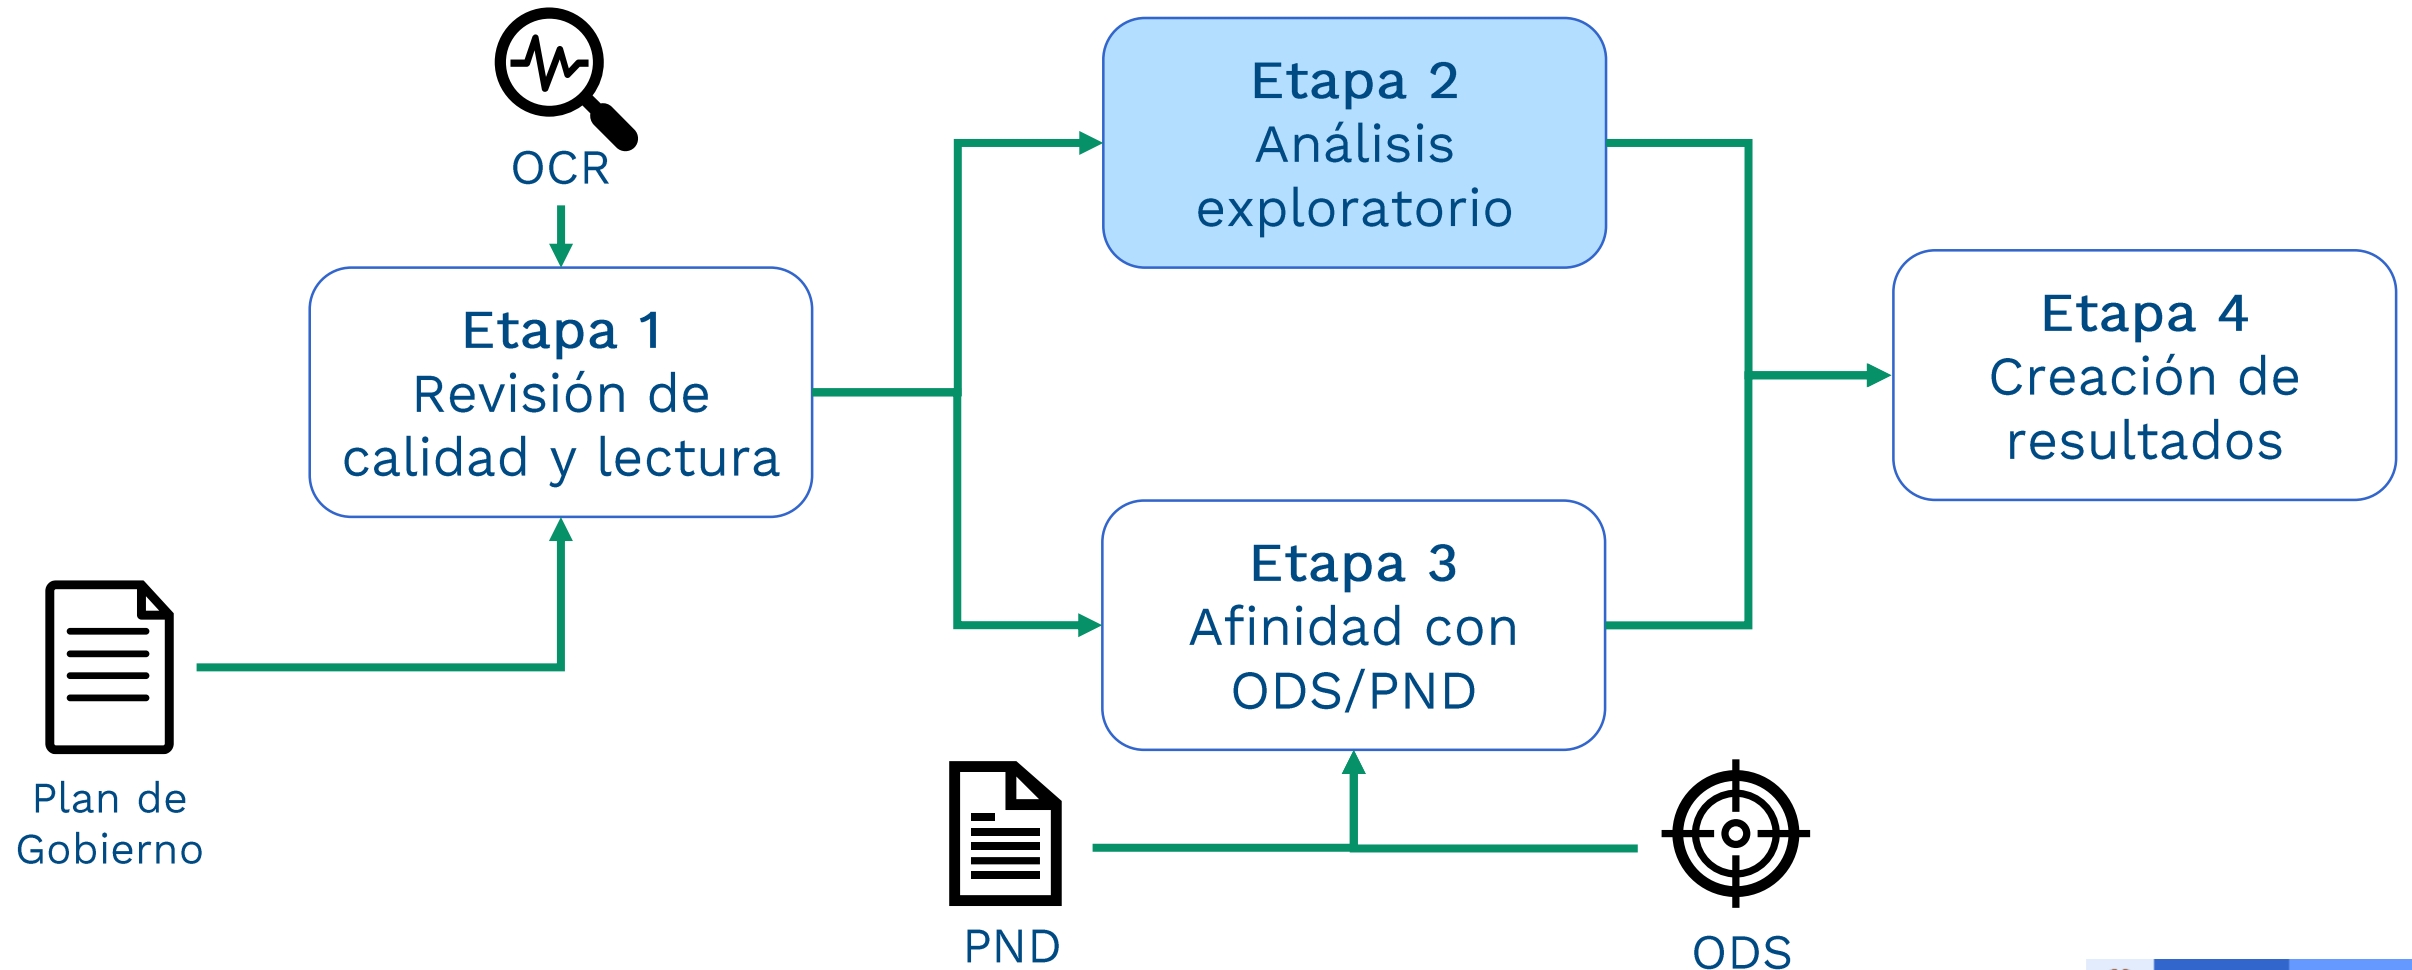 OCR
Etapa 1
Revisión de
calidad y lectura
Plan de
Gobierno
Etapa 2
Análisis
exploratorio
Etapa 3
Afinidad con
ODS/PND
PND
ODS
Etapa 4
Creación de
resultados